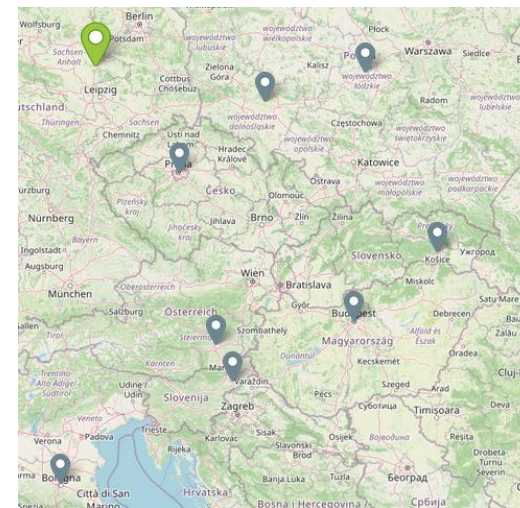 Wolfsburg
Berlin
Potsdam
Sachsen-
Anhalt
Leipzig
Cottbus
Chóśebuz
województwo
lubuskie
województwo
wielkopolskie
Płock
Warszawa
Siedlce
Zielona
Góra
Kalisz
województwo
łódzkie
Radom
województwo
lubelskie
utschland
Thüringen
Chemnitz
Sachsen
województwo
dolnośląskie
Częstochowa
województwo
świętokrzyskie
Ústí nad
Labem
Hradec
Králové
województwo
opolskie
Katowice
województwo
małopolskie
województwo
podkarpackie
Praha
Plzeňský
kraj
Česko
Olomouc
Ostrava
urzburg
Nürnberg
Jihočeský
kraj
Jihlava
Brno
Zlín
Žilina
Bayern
Ingolstadt
Augsburg
Slovensko
Košice
Ужгород
Wien
Bratislava
Miskolc
München
Oberösterreich
Salzburg
Österreich
Győr
Budapest
Debrecen
Satu Mare
Baia
Steiermark
Szombathely
Magyarország
Alföld és
Észak
Zalău
Tirol
Kärnten
Dunántúl
Kecskemét
Oradea
Cluj-
Trentino-
Alto Adige/
Südtirol
Udine/
Varaždin
Slovenija
Pécs
Szeged
Arad
Zagreb
Суботица
Timișoara
Deva
Veneto
Trieste
Verona
Padova
Rijeka
Karlovac
Sisak
Slavonski
Brod
Osijek
Војводина
Reșița
Drobeta-
Turnu
Severin
Bologna
Banja Luka
Tuzla
Београд
Città di San
Marino
Hrvatska
Bosna i Hercegovina
Србија